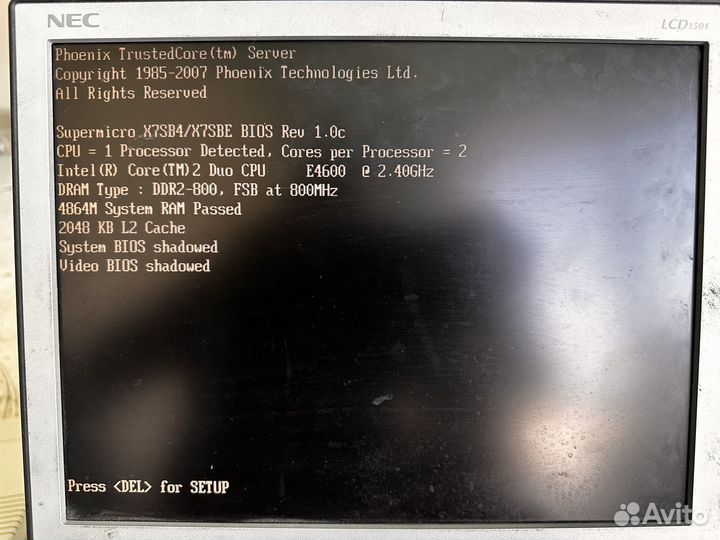 NEC
LCD1501
Phoenix TrustedCore(tm) Server
Copyright 1985-2007 Phoenix Technologies Ltd.
All Rights Reserved
Supermicro X7SB4/X7SBE BIOS Rev 1.0c
CPU = 1 Processor Detected, Cores per Processor = 2
Intel(R) Core(TM)2 Duo CPU     E4600  @ 2.40GHz
DRAM Type : DDR2-800, FSB at 800MHz
4864M System RAM Passed
2048 KB L2 Cache
System BIOS shadowed
Video BIOS shadowed
Press <DEL> for SETUP
Avito